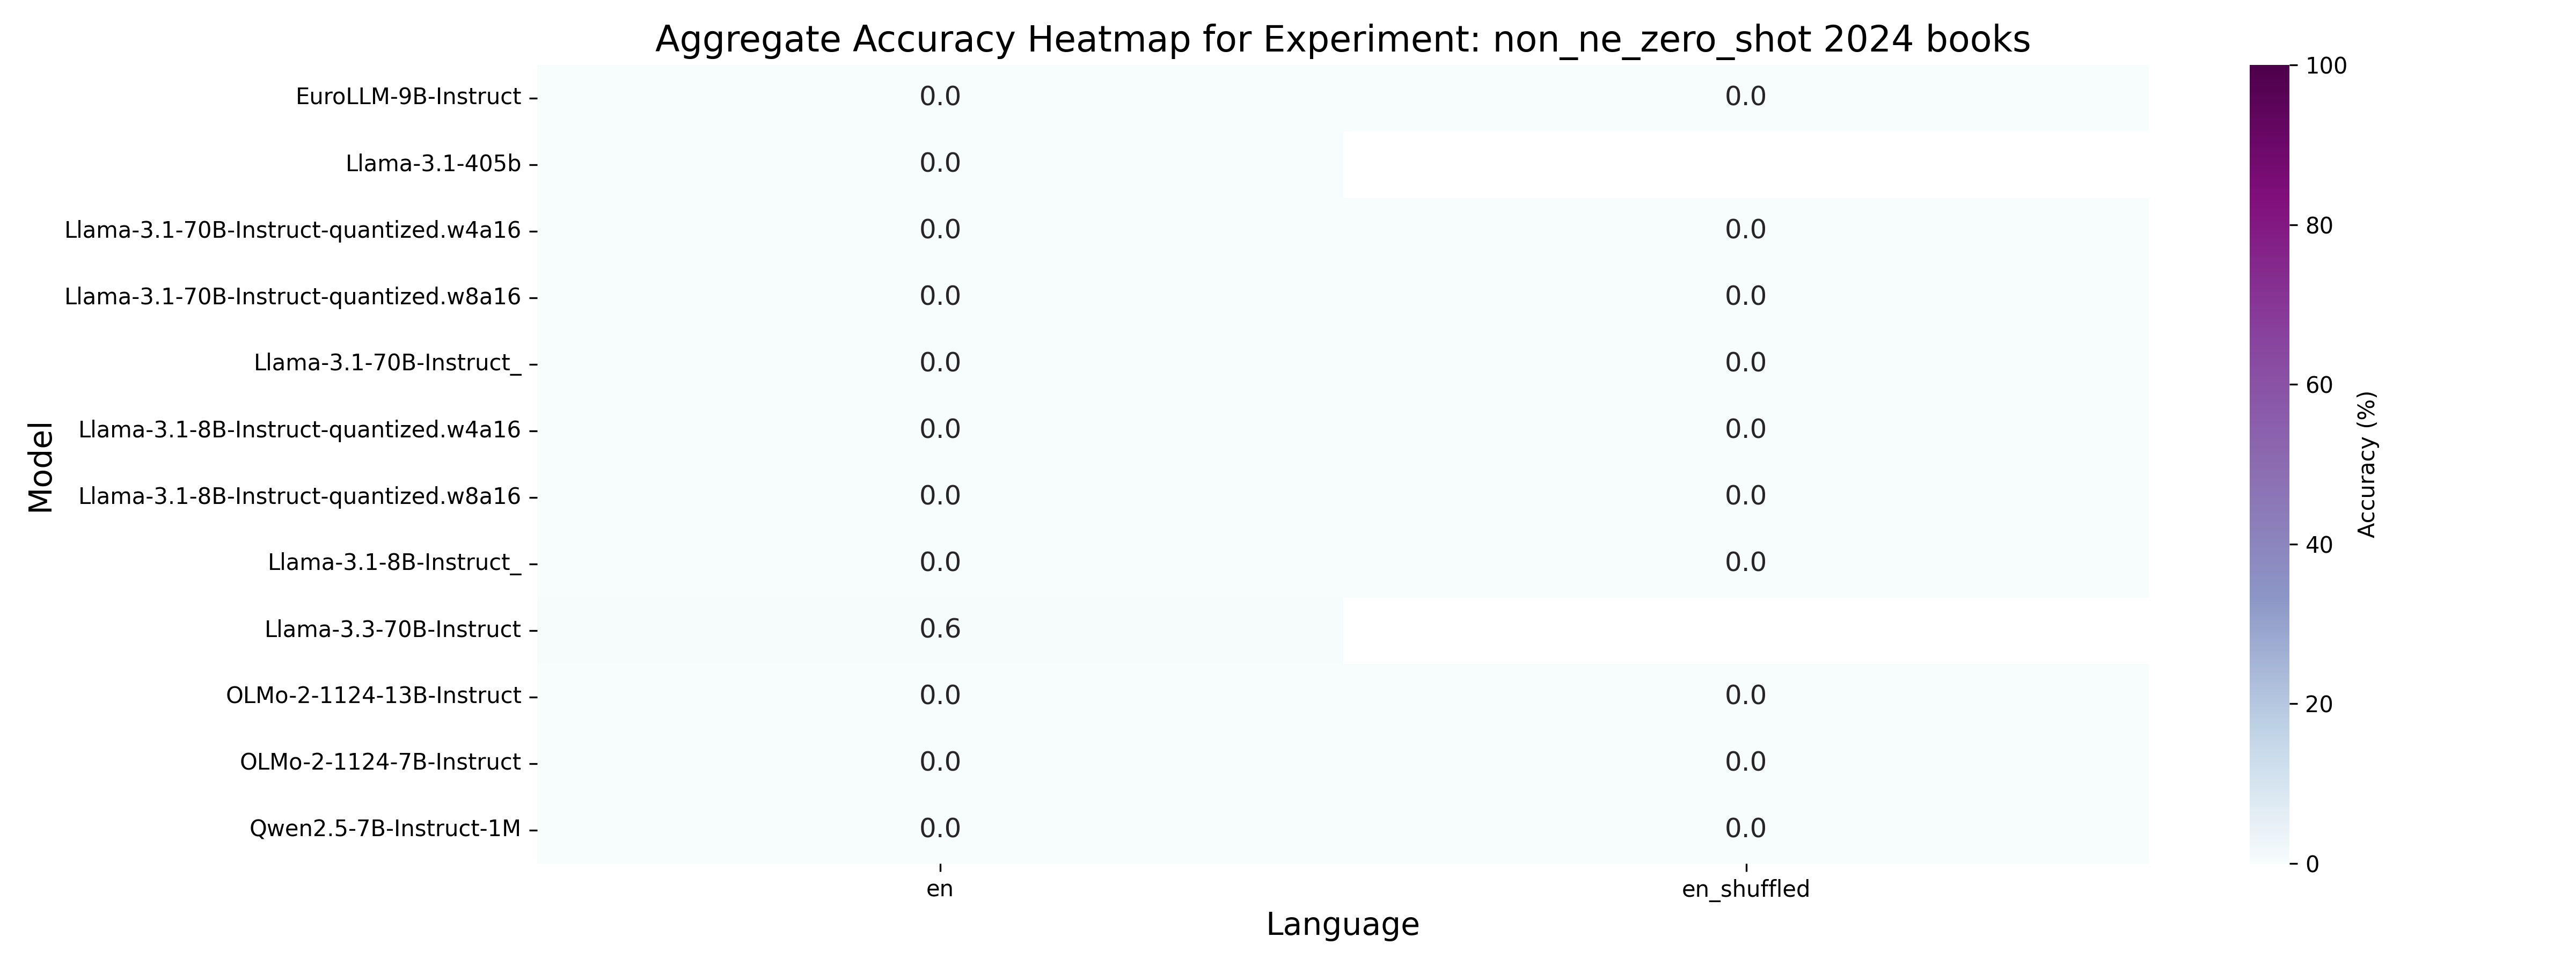 Aggregate Accuracy Heatmap for Experiment: non_ne_zero_shot 2024 books
EuroLLM-9B-Instruct 0.0 0.0
Llama-3.1-405b 0.0
Llama-3.1-70B-Instruct-quantized.w4a16 0.0 0.0
Llama-3.1-70B-Instruct-quantized.w8a16 0.0 0.0
Llama-3.1-70B-Instruct_ 0.0 0.0
Llama-3.1-8B-Instruct-quantized.w4a16 0.0 0.0
Llama-3.1-8B-Instruct-quantized.w8a16 0.0 0.0
Llama-3.1-8B-Instruct_ 0.0 0.0
Llama-3.3-70B-Instruct 0.6
OLMo-2-1124-13B-Instruct 0.0 0.0
OLMo-2-1124-7B-Instruct 0.0 0.0
Qwen2.5-7B-Instruct-1M 0.0 0.0
en en_shuffled
Language
Model
100
80
60
40
20
0
Accuracy (%)